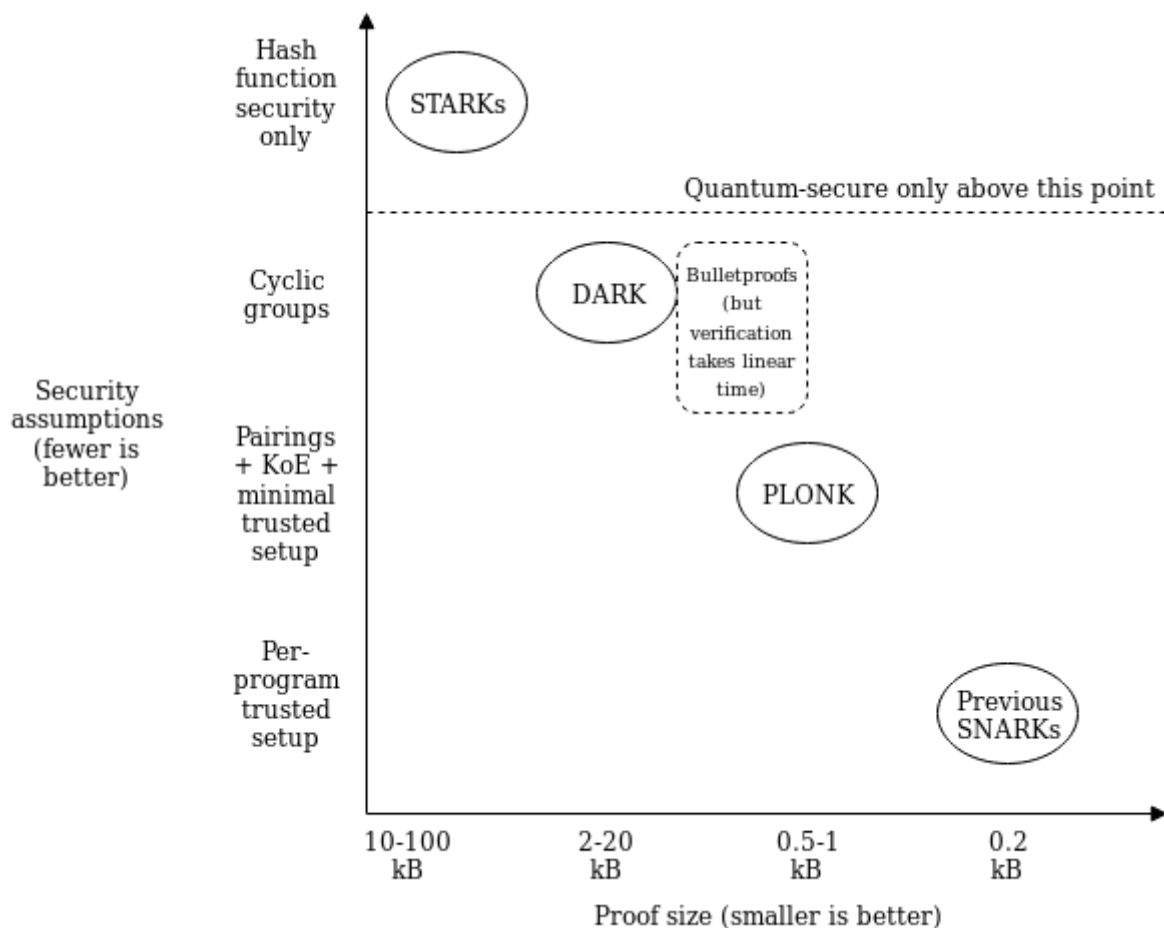 Hash
function
security
only
STARKs
Quantum-secure only above this point
Cyclic
groups
DARK
Bulletproofs
(but
verification
takes linear
time)
Security
assumptions
(fewer is
better)
Pairings
+ KoE +
minimal
trusted
setup
PLONK
Per-
program
trusted
setup
Previous
SNARKs
10-100
kB
2-20
kB
0.5-1
kB
0.2
kB
Proof size (smaller is better)